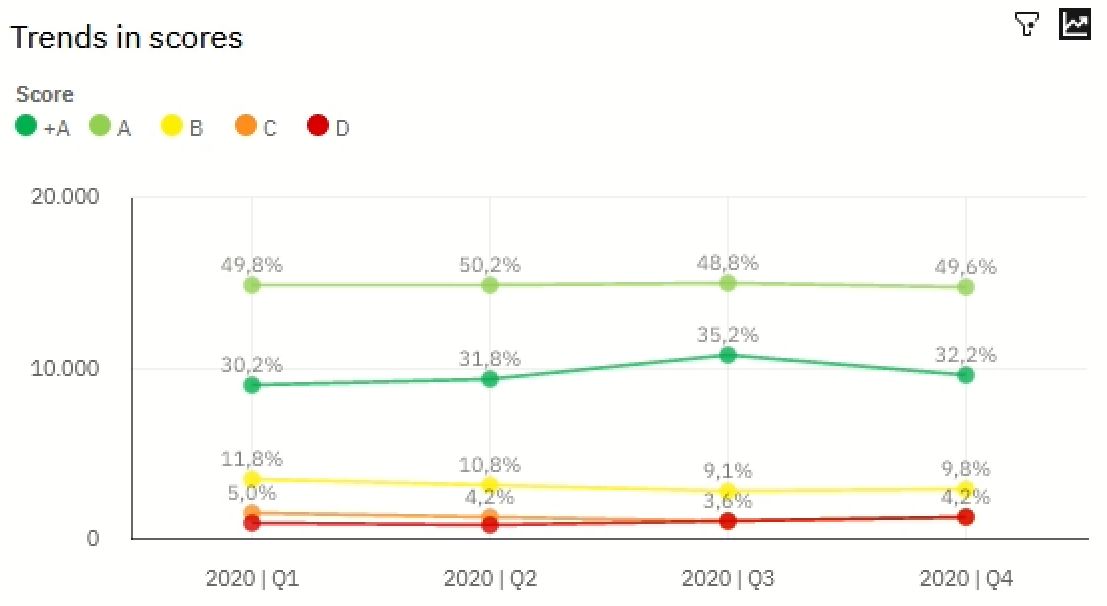 Trends in scores
Score
+A A B C D
20.000
49,8% 50,2% 48,8% 49,6%
35,2%
10.000
30,2% 31,8% 32,2%
11,8% 10,8% 9,1% 9,8%
5,0% 4,2% 3,6% 4,2%
0
2020 | Q1 2020 | Q2 2020 | Q3 2020 | Q4